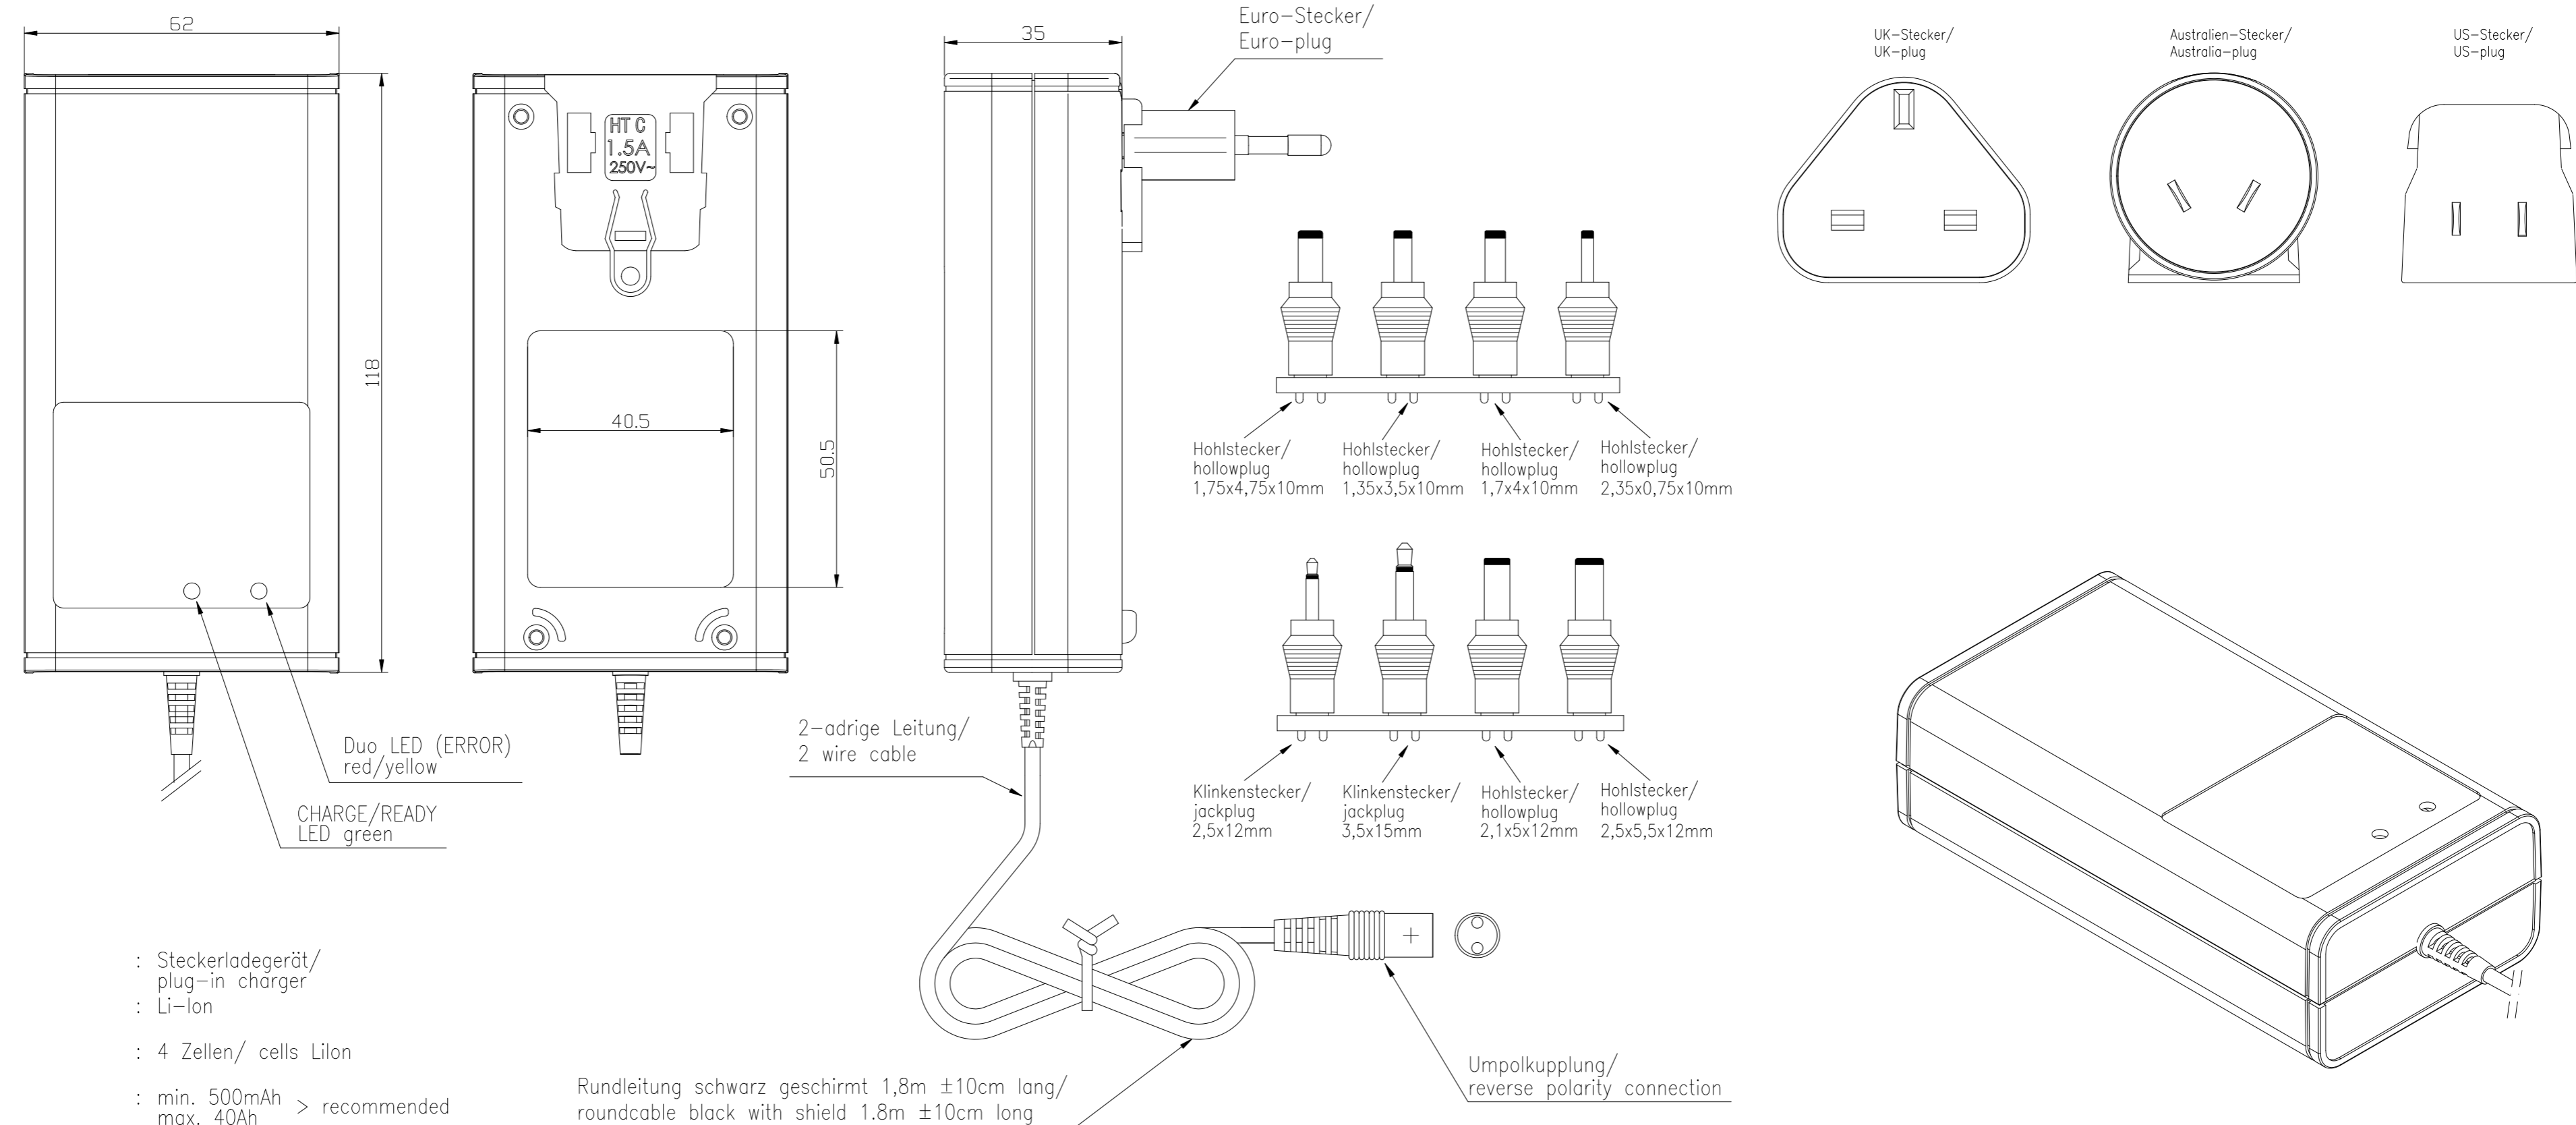 62
118
Duo LED (ERROR)
red/yellow
CHARGE/READY
LED green
HT C
1.5A
250V~
40.5
50.5
35
Euro-Stecker/
Euro-plug
2-adrige Leitung/
2 wire cable
Hohlstecker/
hollowplug
1,75x4,75x10mm
Hohlstecker/
hollowplug
1,35x3,5x10mm
Hohlstecker/
hollowplug
1,7x4x10mm
Hohlstecker/
hollowplug
2,35x0,75x10mm
Klinkenstecker/
jackplug
2,5x12mm
Klinkenstecker/
jackplug
3,5x15mm
Hohlstecker/
hollowplug
2,1x5x12mm
Hohlstecker/
hollowplug
2,5x5,5x12mm
UK-Stecker/
UK-plug
Australien-Stecker/
Australia-plug
US-Stecker/
US-plug
+
Umpolkupplung/
reverse polarity connection
Rundleitung schwarz geschirmt 1,8m ±10cm lang/
roundcable black with shield 1.8m ±10cm long
: Steckerladegerät/
plug-in charger
: Li-Ion
: 4 Zellen/ cells LiIon
: min. 500mAh
max. 40Ah
> recommended